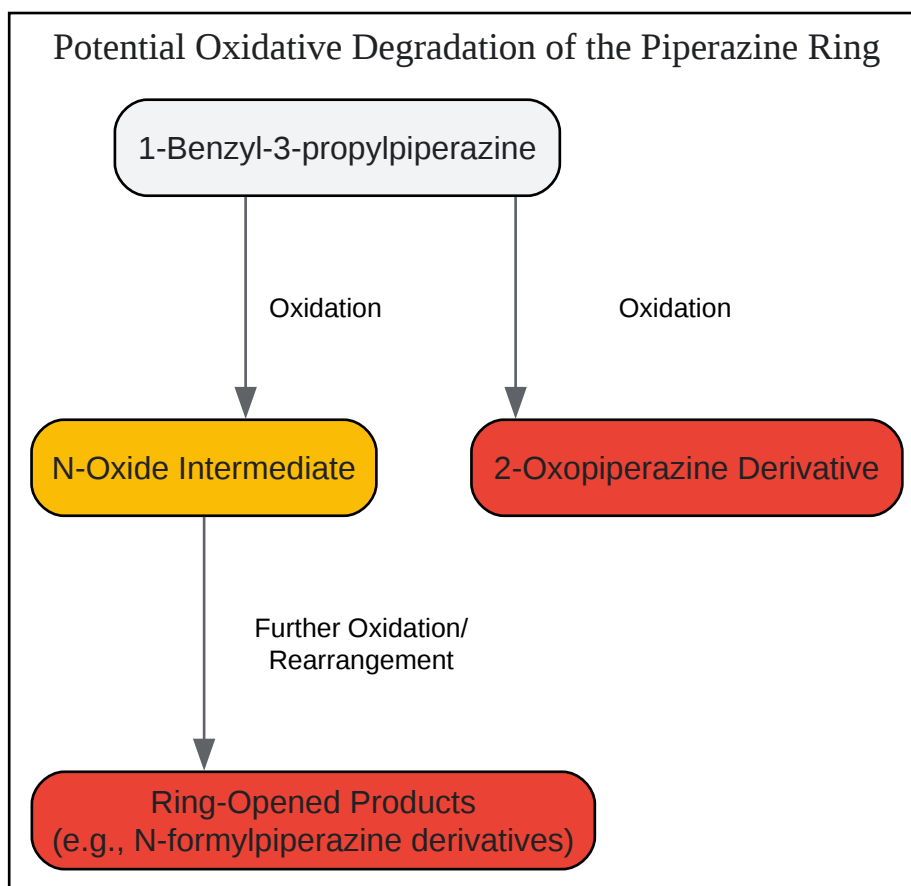 Potential Oxidative Degradation of the Piperazine Ring
1-Benzyl-3-propylpiperazine
Oxidation
Oxidation
N-Oxide Intermediate
2-Oxopiperazine Derivative
Further Oxidation/
Rearrangement
Ring-Opened Products
(e.g., N-formylpiperazine derivatives)